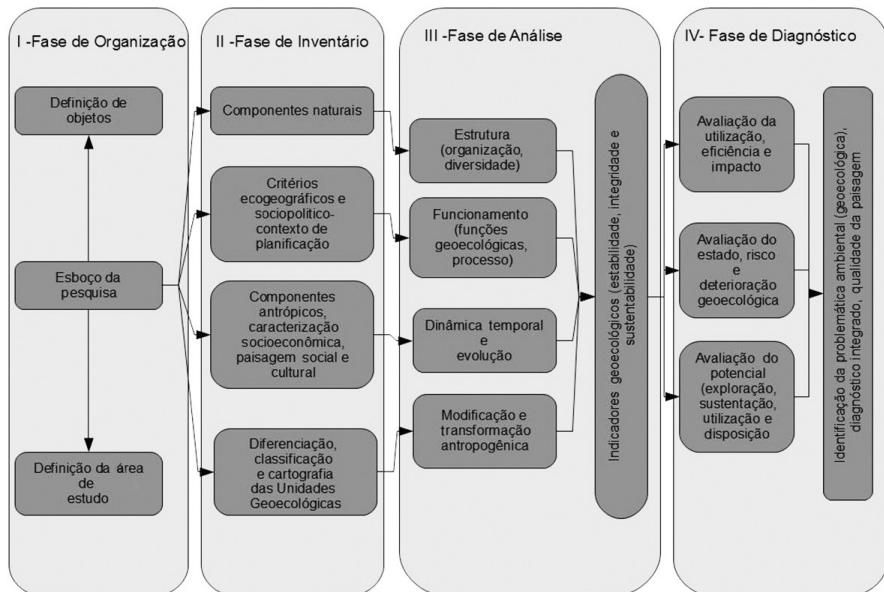 I -Fase de Organização
Definição de
objetos
Esboço da
pesquisa
Definição da área
de
estudo
II -Fase de Inventário
Componentes naturais
Critérios
ecogeográficos e
sociopolitico-
contexto de
planificação
Componentes
antrópicos,
caracterização
socioeconômica,
paisagem social e
cultural
Diferenciação,
classificação
e cartografia
das Unidades
Geoecológicas
III -Fase de Análise
Estrutura
(organização,
diversidade)
Funcionamento
(funções
geoecológicas,
processo)
Dinâmica temporal
e
evolução
Modificação e
transformação
antropogênica
Indicadores geoecológicos (estabilidade, integridade e
sustentabilidade)
IV- Fase de Diagnóstico
Avaliação da
utilização,
eficiência e
impacto
Avaliação do
estado, risco
e
deterioração
geoecológica
Avaliação do
potencial
(exploração,
sustentação,
utilização e
disposição
Identificação da problemática ambiental (geoecológica),
diagnóstico integrado, qualidade da paisagem